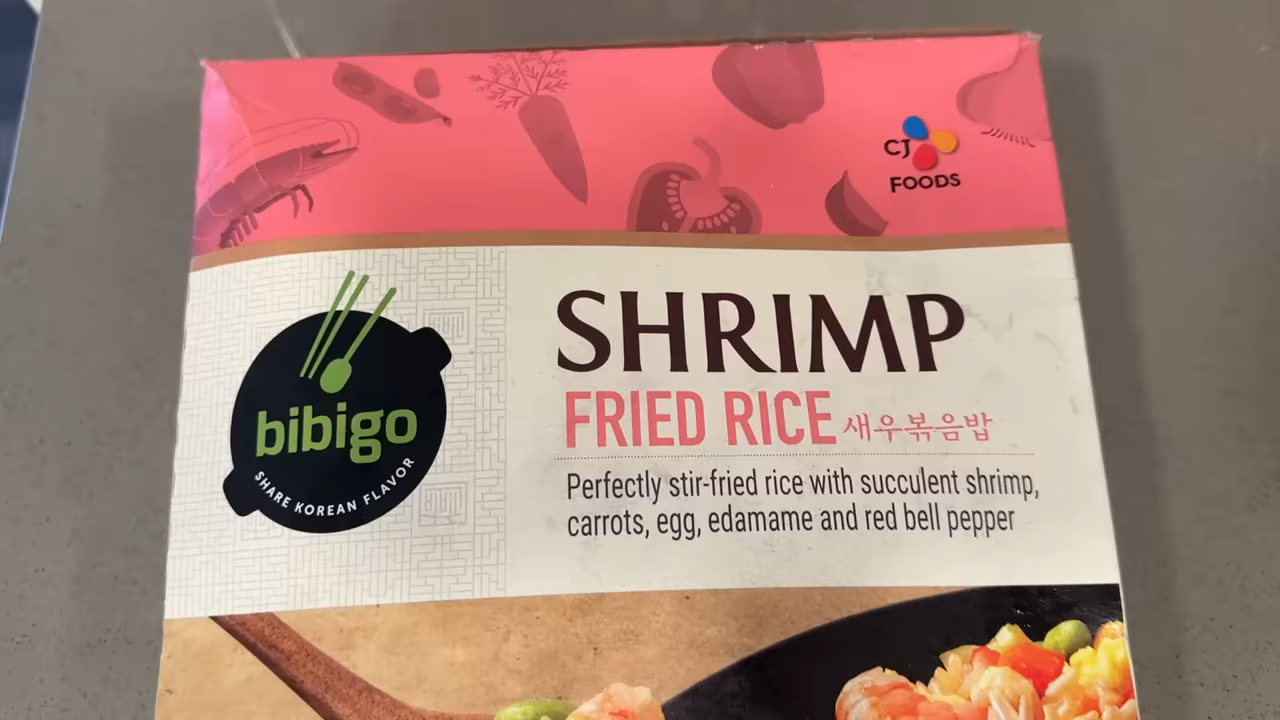 CJ
FOODS
bibigo
SHARE KOREAN FLAVOR
SHRIMP
FRIED RICE 새우볶음밥
Perfectly stir-fried rice with succulent shrimp,
carrots, egg, edamame and red bell pepper